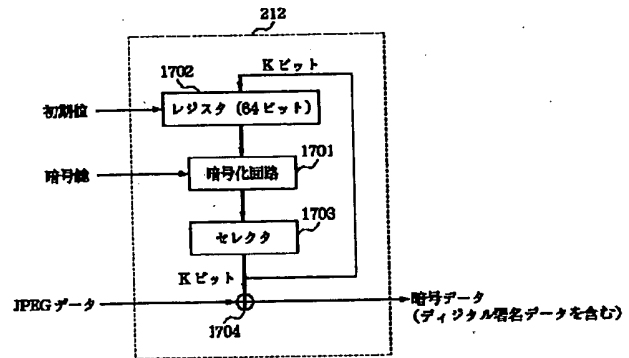 212
Kビット
1702
初期位
レジスタ (64ビット)
1701
暗号鍵
暗号化回路
1703
セレクタ
Kビット
JPEGデータ
暗号データ
(ディジタル署名データを含む)
1704